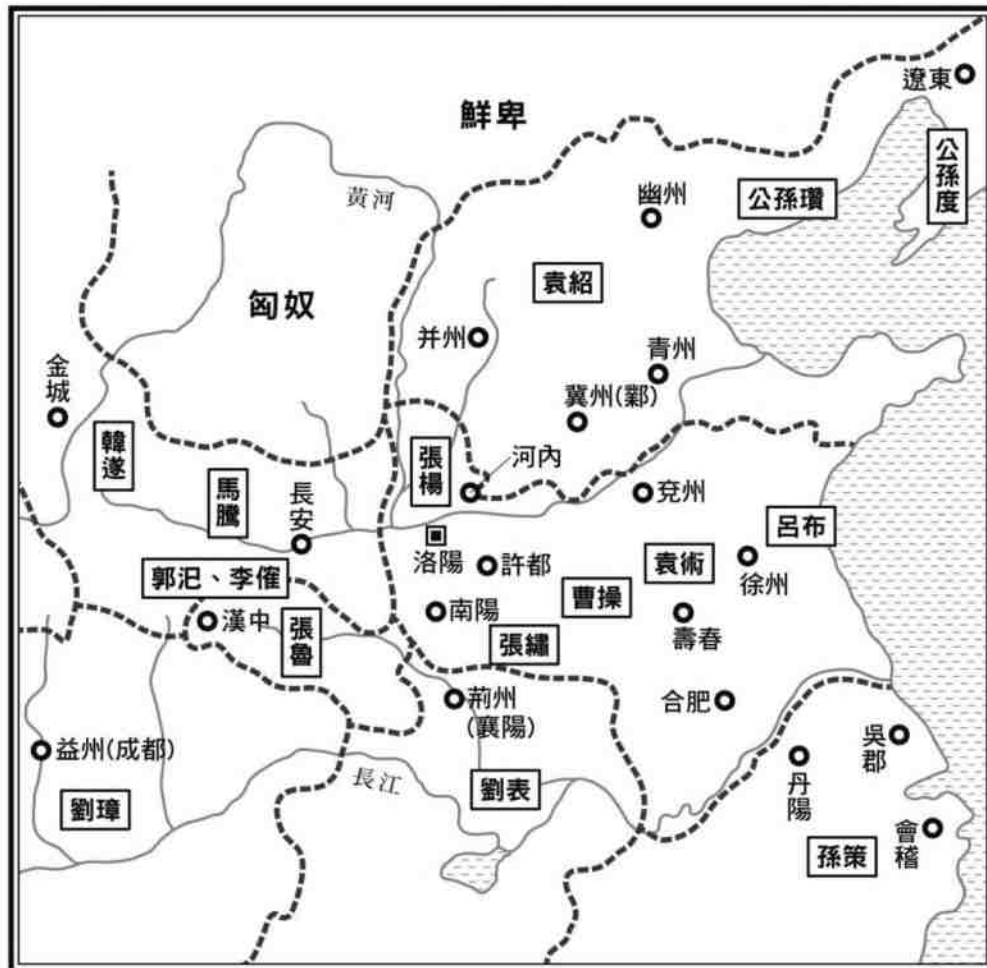 遼東
鮮卑
公孫度
黃河
幽州
公孫瓚
袁紹
匈奴
并州
青州
金城
冀州(鄴)
韓遂
張楊
河內
馬騰
長安
兗州
呂布
洛陽
許都
袁術
徐州
郭汜、李傕
曹操
漢中
張魯
南陽
壽春
張繡
荊州
(襄陽)
合肥
吳郡
益州(成都)
長江
丹陽
劉表
劉璋
會稽
孫策